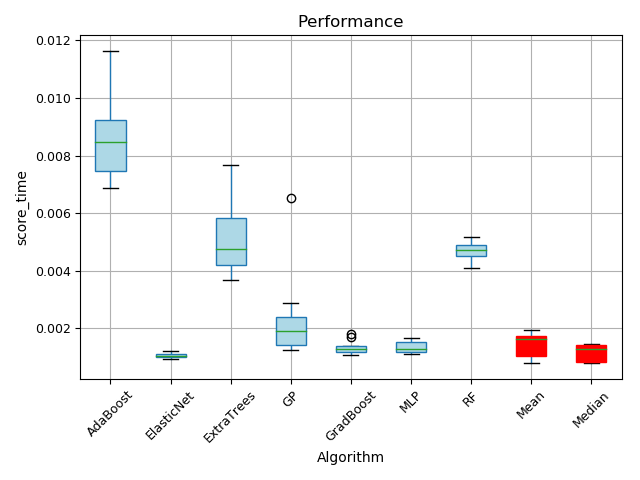 Performance
0.012
0.010
0.008
0.006
0.004
0.002
score_time
AdaBoost
ElasticNet
ExtraTrees
GP
GradBoost
MLP
RF
Mean
Median
Algorithm